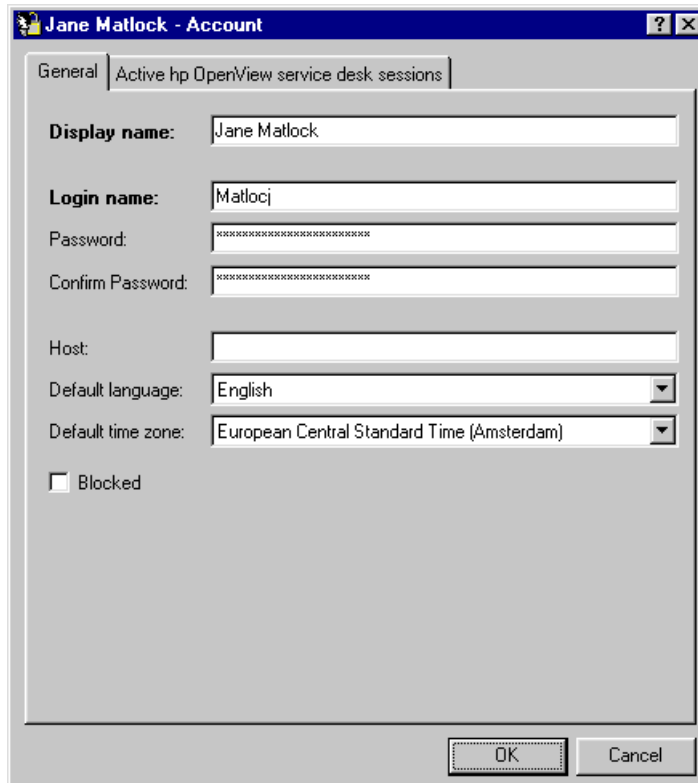 Jane Matlock - Account
General Active hp OpenView service desk sessions
Display name: Jane Matlock
Login name: Matlocj
Password: ************************
Confirm Password: ************************
Host:
Default language: English
Default time zone: European Central Standard Time (Amsterdam)
Blocked
OK Cancel